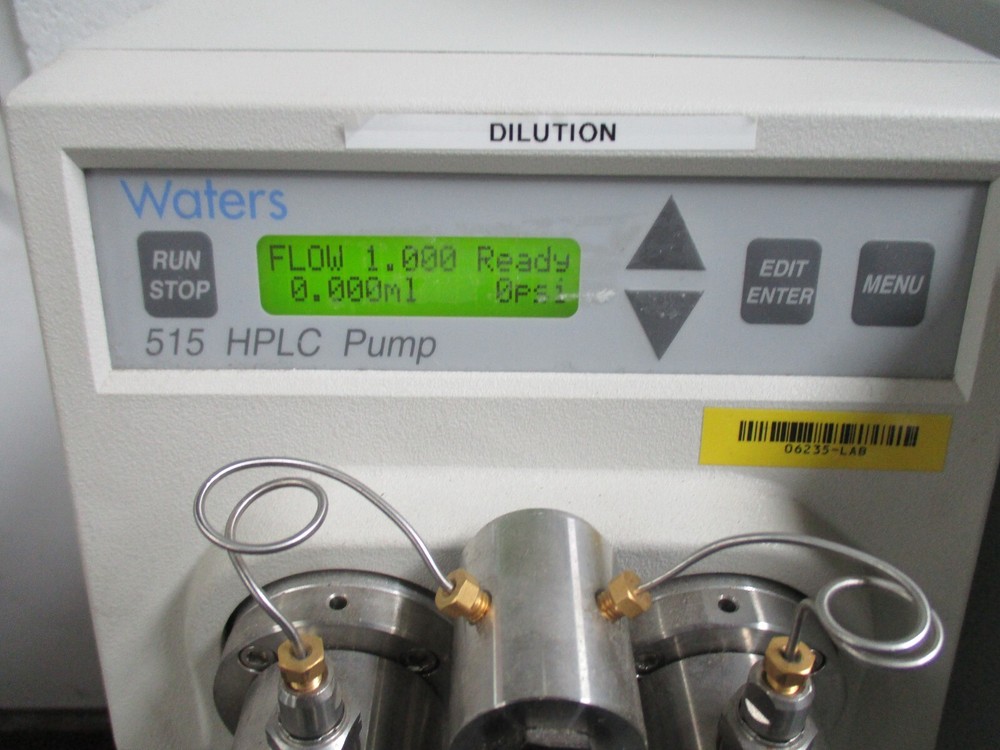 DILUTION
Waters
RUN
STOP
FLOW 1.000 Ready
0.000ml 0psi
EDIT
ENTER
MENU
515 HPLC Pump
06235-LAB